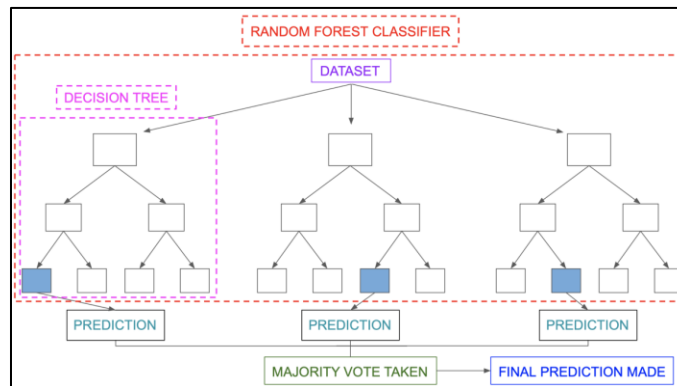 RANDOM FOREST CLASSIFIER
DATASET
DECISION TREE
PREDICTION
PREDICTION
PREDICTION
MAJORITY VOTE TAKEN
FINAL PREDICTION MADE